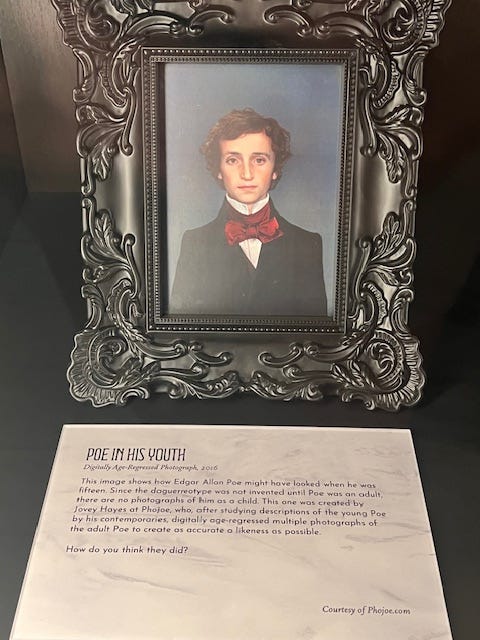 POE IN HIS YOUTH
Digitally Age-Regressed Photograph, 2016
This image shows how Edgar Allan Poe might have looked when he was
fifteen. Since the daguerreotype was not invented until Poe was an adult,
there are no photographs of him as a child. This one was created by
Jovey Hayes at Phojoe, who, after studying descriptions of the young Poe
by his contemporaries, digitally age-regressed multiple photographs of
the adult Poe to create as accurate a likeness as possible.
How do you think they did?
Courtesy of Phojoe.com